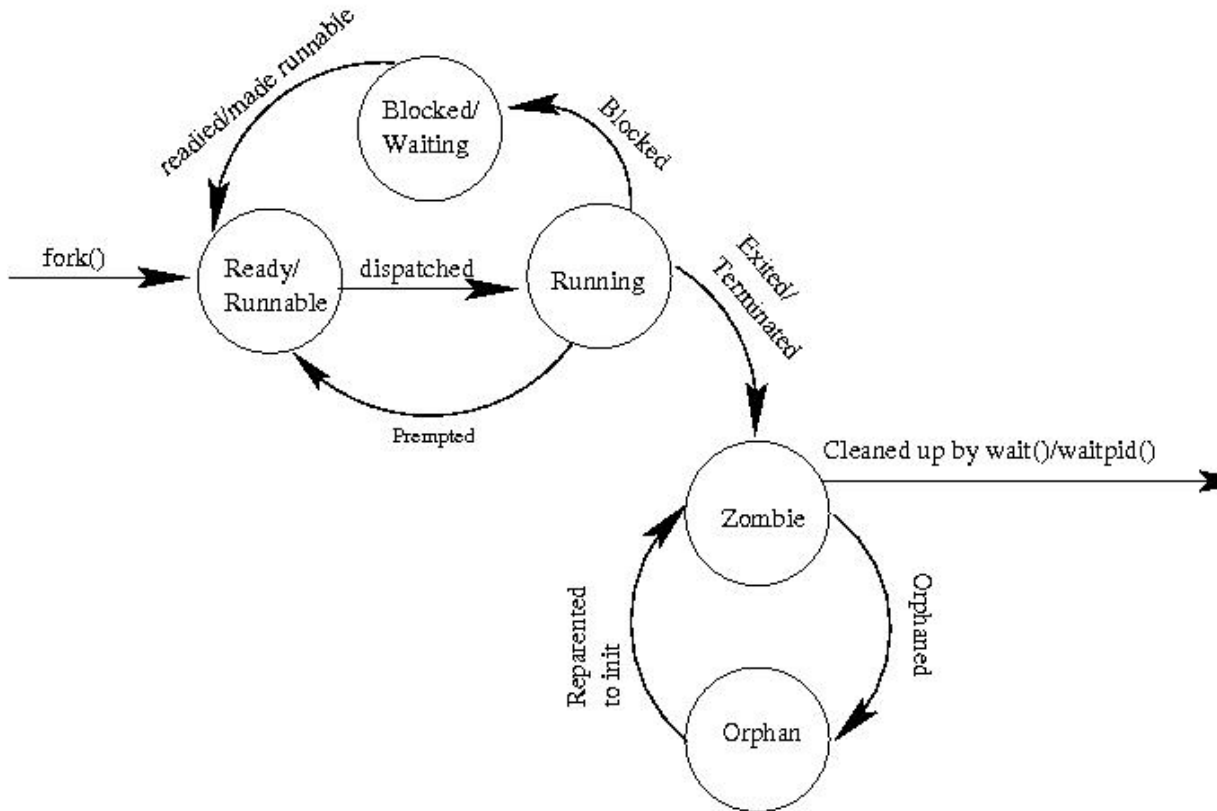 readied/made runnable
Blocked/
Waiting
Blocked
fork()
Ready/
Runnable
dispatched
Running
Exited/
Terminated
Prempted
Cleaned up by wait()/waitpid()
Zombie
Reparented
to init
Orphaned
Orphan